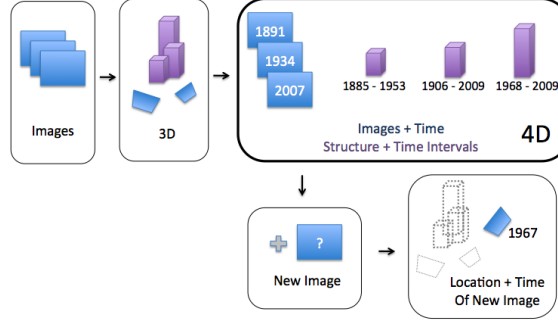 Images
3D
1891
1934
2007
1885 - 1953
1906 - 2009
1968 - 2009
Images + Time
Structure + Time Intervals
4D
?
New Image
1967
Location + Time
Of New Image